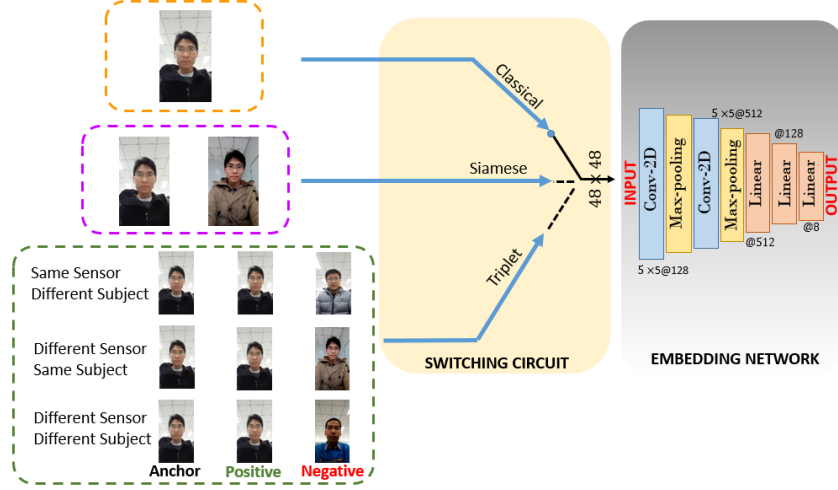 Same Sensor
Different Subject
Different Sensor
Same Subject
Different Sensor
Different Subject
Anchor
Positive
Negative
Classical
Siamese
Triplet
48 × 48
SWITCHING CIRCUIT
INPUT
Conv-2D
5 ×5@128
Max-pooling
Conv-2D
5 ×5@512
Max-pooling
Linear
@512
@128
Linear
Linear
@8
OUTPUT
EMBEDDING NETWORK